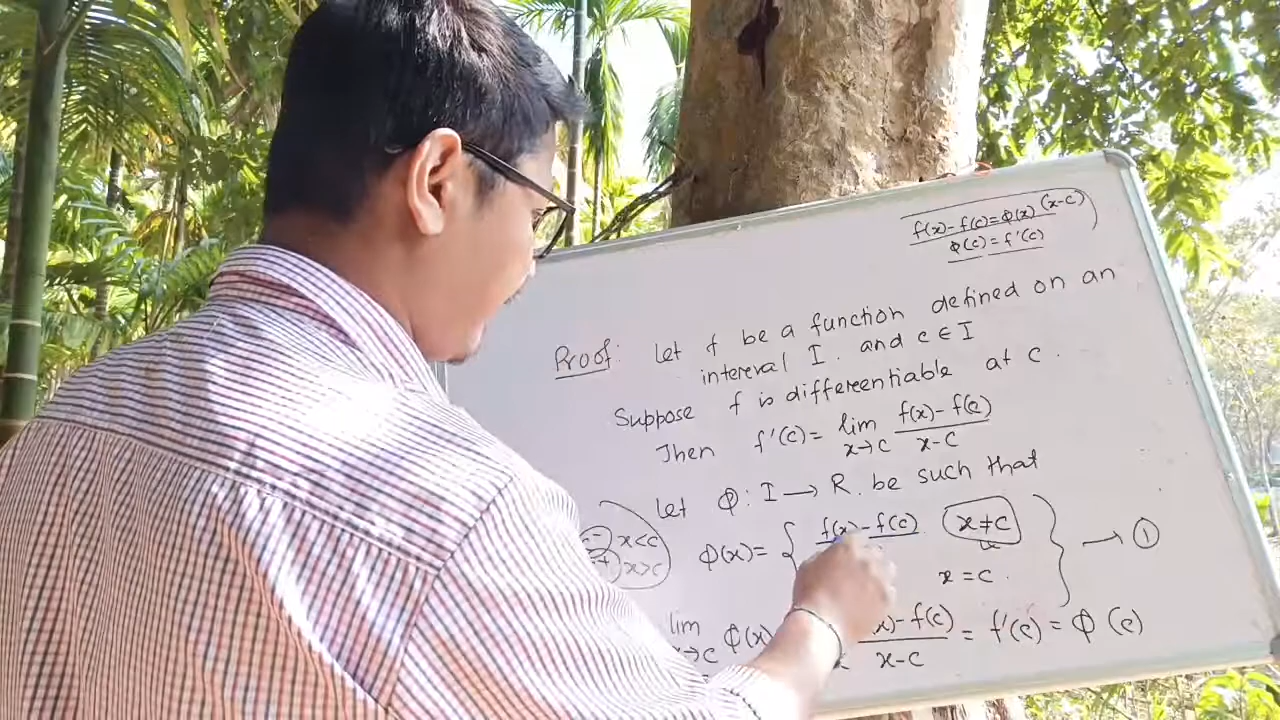 f(x)-f(c)=Φ(x)(x-c)
Φ(c)=f'(c)
Proof: Let f be a function defined on an
interval I. and c∈I
Suppose f is differentiable at c.
Then f'(c)= lim x→c f(x)-f(c) / x-c
Let Φ: I→R. be such that
Φ(x)= { f(x)-f(c) x≠c } → ①
x<c
x>c
x=c.
lim x→c Φ(x) x)-f(c) / x-c = f'(c) = Φ(c)